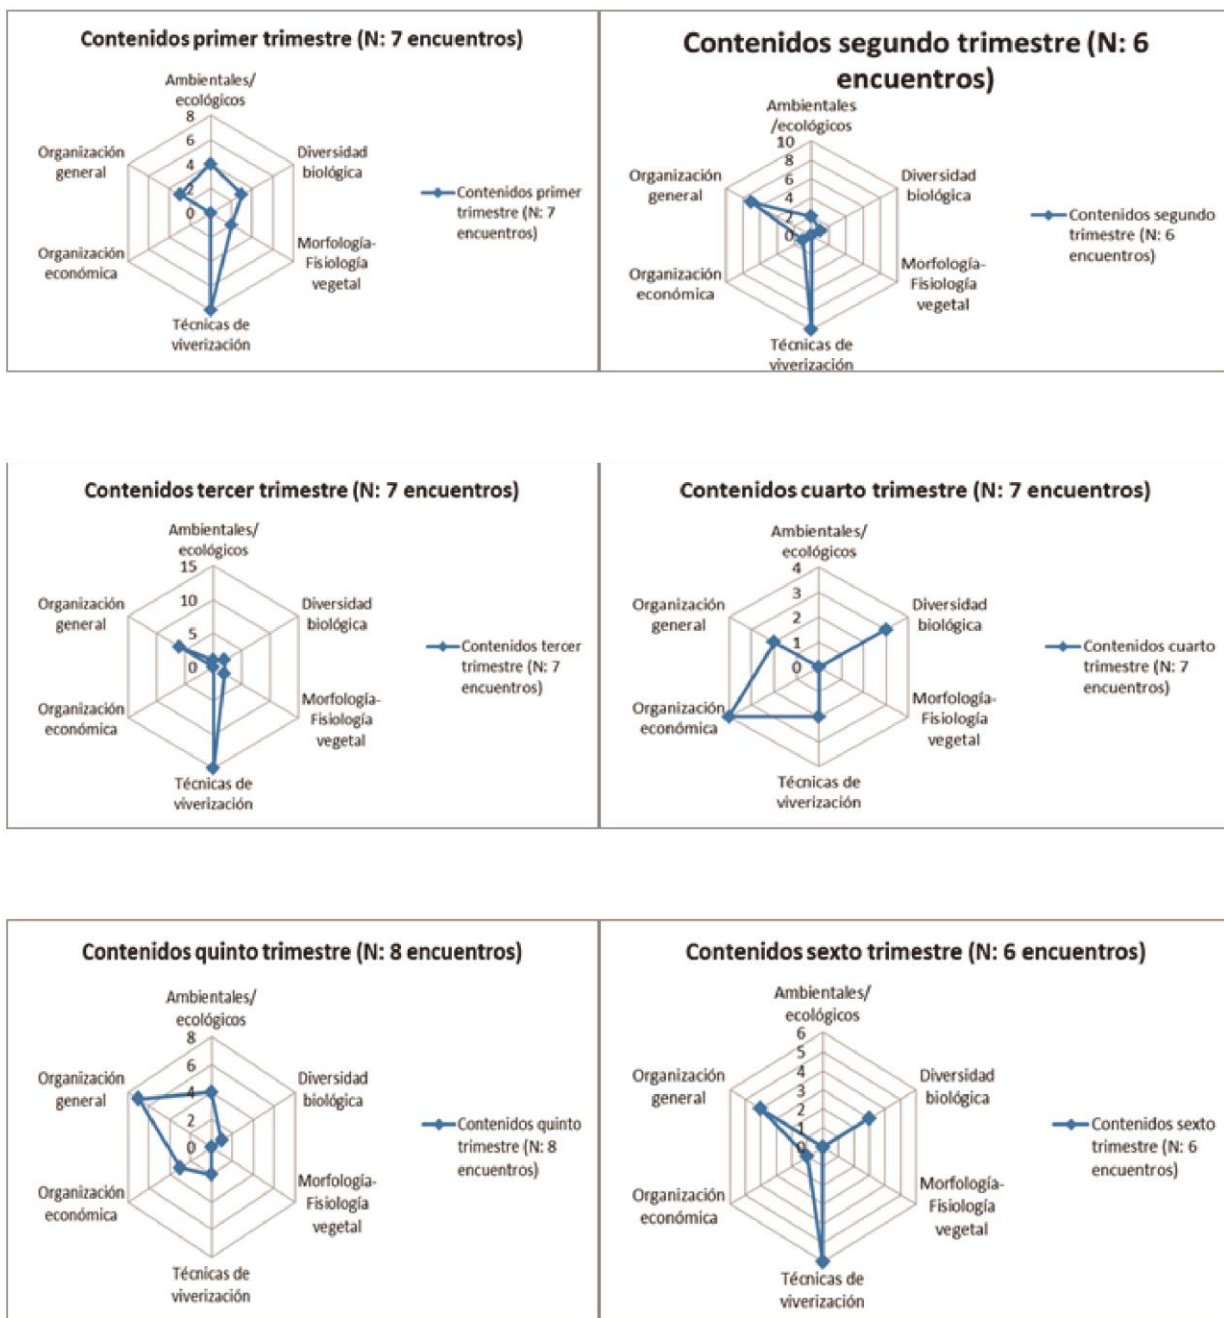 Contenidos primer trimestre (N: 7 encuentros)
Ambientales/
ecológicos
8
6
4
2
0
Organización
general
Diversidad
biológica
Organización
económica
Morfología-
Fisiología
vegetal
Técnicas de
viverización
Contenidos primer
trimestre (N: 7
encuentros)
Contenidos segundo trimestre (N: 6
encuentros)
Ambientales
/ecológicos
10
8
6
4
2
0
Organización
general
Diversidad
biológica
Organización
económica
Morfología-
Fisiología
vegetal
Técnicas de
viverización
Contenidos segundo
trimestre (N: 6
encuentros)
Contenidos tercer trimestre (N: 7 encuentros)
Ambientales/
ecológicos
15
10
5
0
Organización
general
Diversidad
biológica
Organización
económica
Morfología-
Fisiología
vegetal
Técnicas de
viverización
Contenidos tercer
trimestre (N: 7
encuentros)
Contenidos cuarto trimestre (N: 7 encuentros)
Ambientales/
ecológicos
4
3
2
1
0
Organización
general
Diversidad
biológica
Organización
económica
Morfología-
Fisiología
vegetal
Técnicas de
viverización
Contenidos cuarto
trimestre (N: 7
encuentros)
Contenidos quinto trimestre (N: 8 encuentros)
Ambientales/
ecológicos
8
6
4
2
0
Organización
general
Diversidad
biológica
Organización
económica
Morfología-
Fisiología
vegetal
Técnicas de
viverización
Contenidos quinto
trimestre (N: 8
encuentros)
Contenidos sexto trimestre (N: 6 encuentros)
Ambientales/
ecológicos
6
5
4
3
2
1
0
Organización
general
Diversidad
biológica
Organización
económica
Morfología-
Fisiología
vegetal
Técnicas de
viverización
Contenidos sexto
trimestre (N: 6
encuentros)